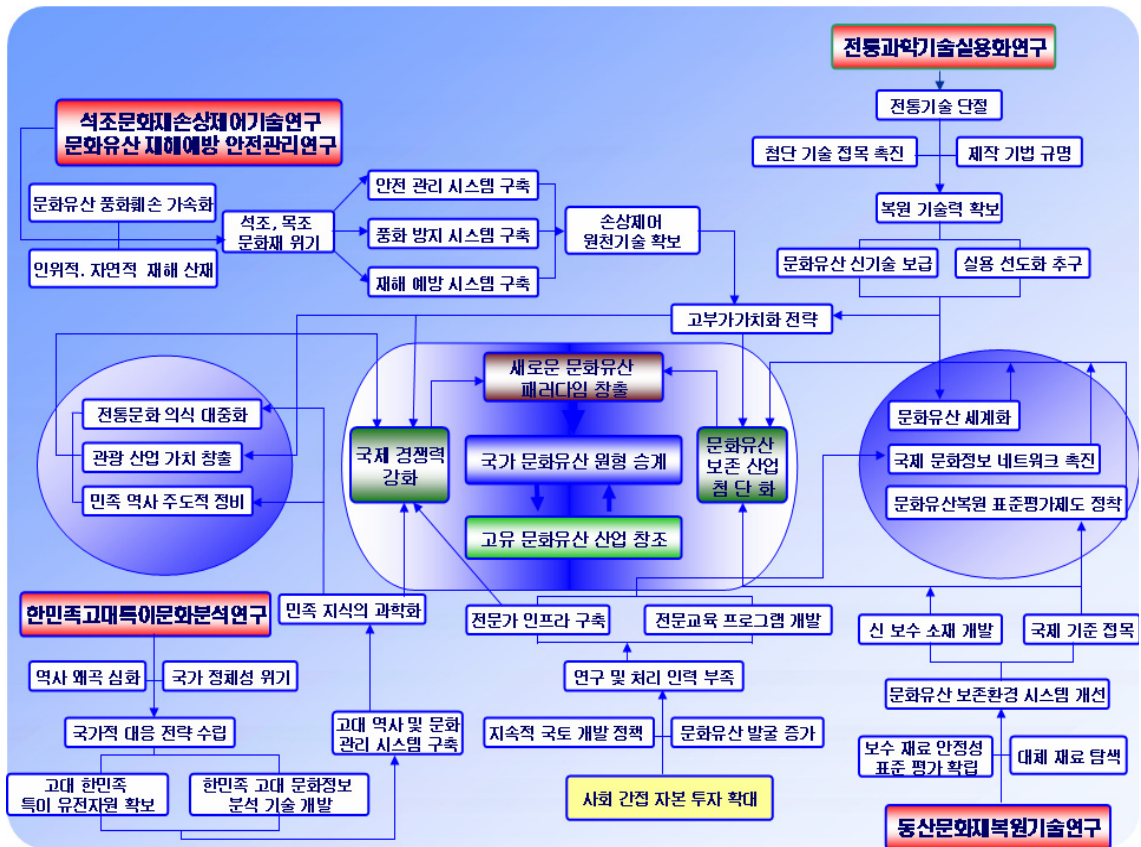 전통과학기술실용화연구
전통기술 단절
첨단 기술 접목 촉진
제작 기법 규명
복원 기술력 확보
문화유산 신기술 보급
실용 선도화 추구
석조문화재손상제어기술연구
문화유산 재해예방 안전관리연구
문화유산 풍화훼손 가속화
인위적. 자연적 재해 산재
석조, 목조
문화재 위기
안전 관리 시스템 구축
풍화 방지 시스템 구축
재해 예방 시스템 구축
손상제어
원천기술 확보
고부가가치화 전략
전통문화 의식 대중화
관광 산업 가치 창출
민족 역사 주도적 정비
국제 경쟁력
강화
새로운 문화유산
패러다임 창출
국가 문화유산 원형 승계
고유 문화유산 산업 창조
문화유산
보존 산업
첨 단 화
문화유산 세계화
국제 문화정보 네트워크 촉진
문화유산복원 표준평가제도 정착
한민족고대특이문화분석연구
역사 왜곡 심화
국가 정체성 위기
국가적 대응 전략 수립
고대 한민족
특이 유전자원 확보
한민족 고대 문화정보
분석 기술 개발
민족 지식의 과학화
고대 역사 및 문화
관리 시스템 구축
전문가 인프라 구축
전문교육 프로그램 개발
연구 및 처리 인력 부족
지속적 국토 개발 정책
문화유산 발굴 증가
사회 간접 자본 투자 확대
신 보수 소재 개발
국제 기준 접목
문화유산 보존환경 시스템 개선
보수 재료 안정성
표준 평가 확립
대체 재료 탐색
동산문화재복원기술연구